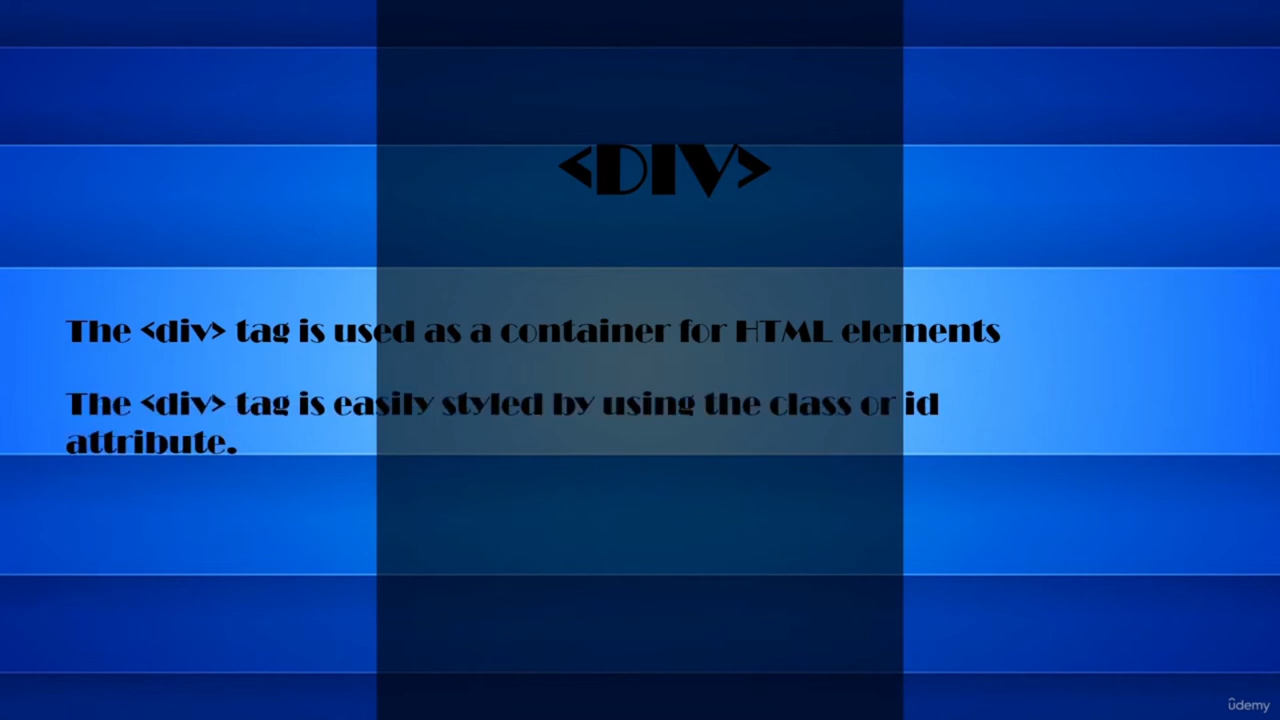 <DIV>
The <div> tag is used as a container for HTML elements
The <div> tag is easily styled by using the class or id
attribute.
ûdemy